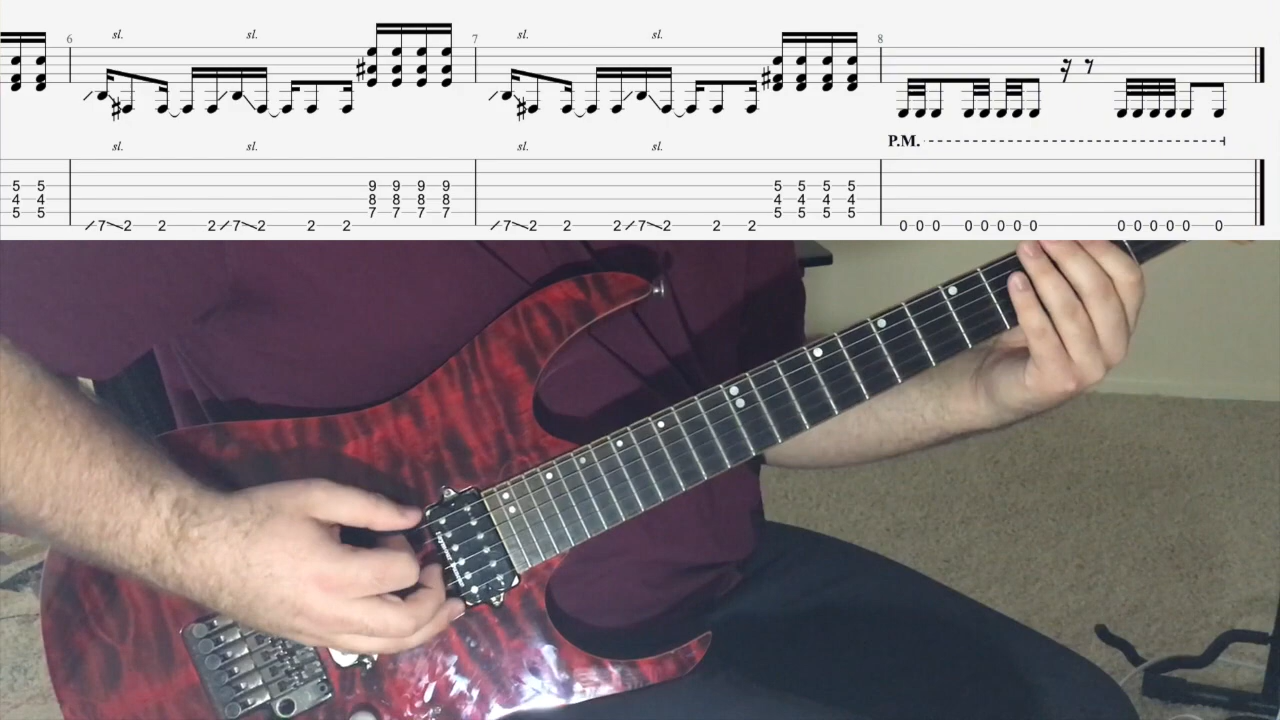 6 7 8
sl. sl. sl. sl.
P.M.
sl. sl. sl. sl.
5 5 9 9 9 9 5 5 5 5
4 4 8 8 8 8 4 4 4 4
5 5 7 7 7 7 5 5 5 5
7 2 2 2 7 2 2 2 7 2 2 2 7 2 2 2 0 0 0 0 0 0 0 0 0 0 0 0 0 0